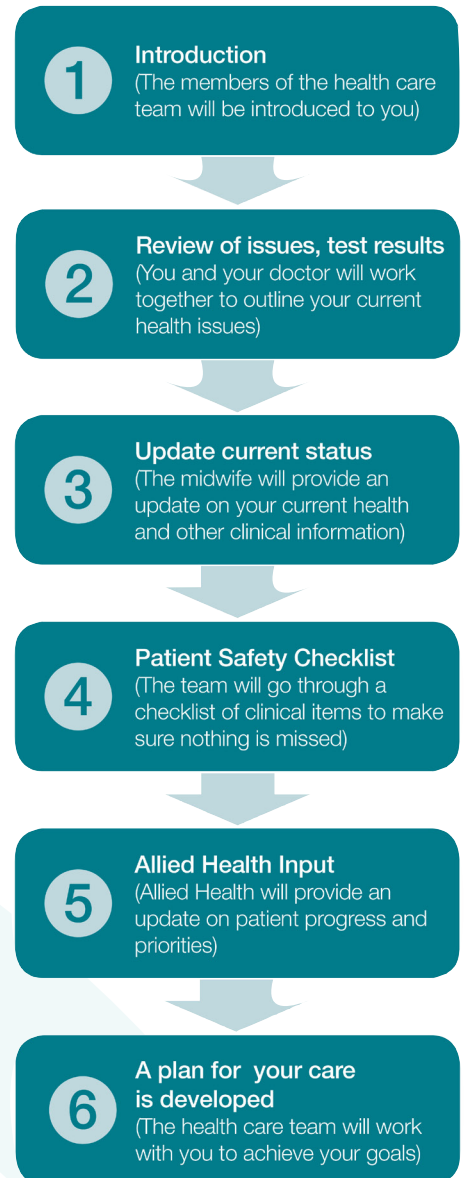 1
Introduction
(The members of the health care
team will be introduced to you)
2
Review of issues, test results
(You and your doctor will work
together to outline your current
health issues)
3
Update current status
(The midwife will provide an
update on your current health
and other clinical information)
4
Patient Safety Checklist
(The team will go through a
checklist of clinical items to make
sure nothing is missed)
5
Allied Health Input
(Allied Health will provide an
update on patient progress and
priorities)
6
A plan for your care
is developed
(The health care team will work
with you to achieve your goals)